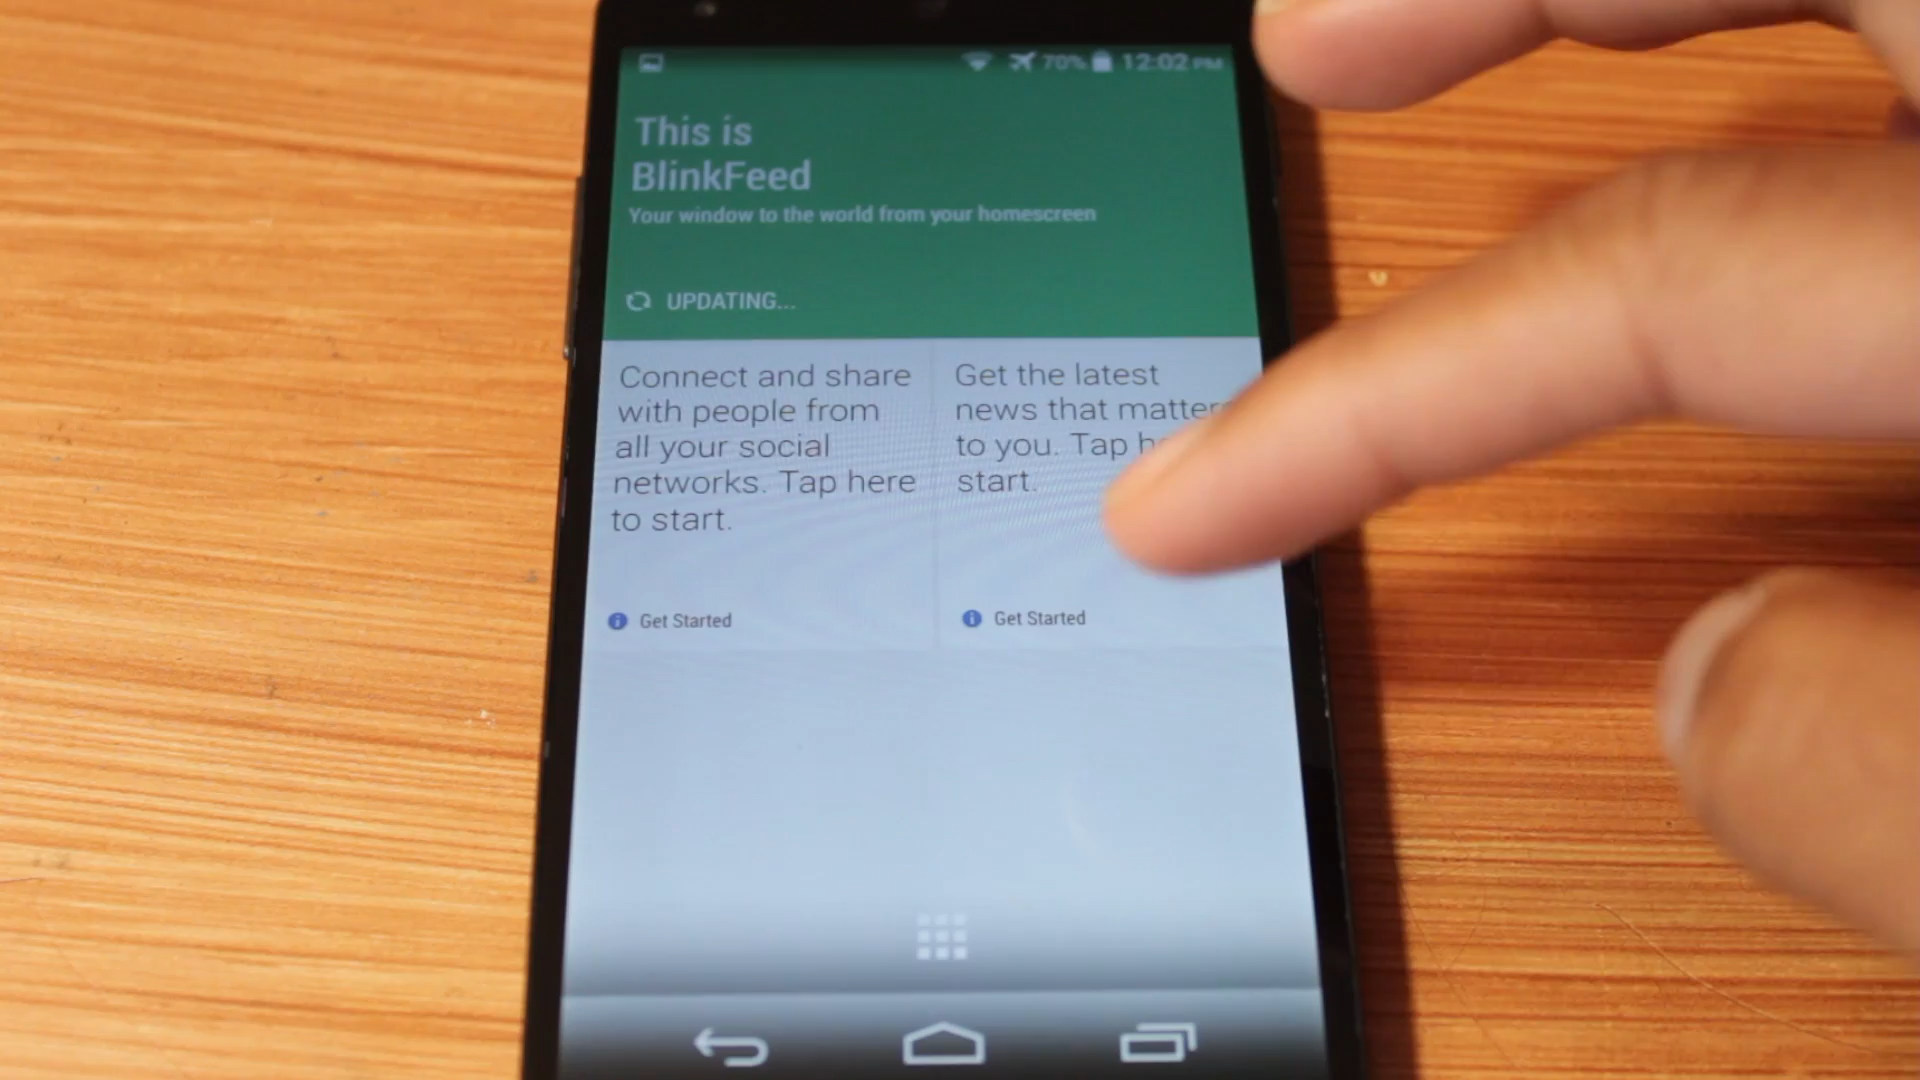 70% 12:02 PM
This is
BlinkFeed
Your window to the world from your homescreen
UPDATING...
Connect and share
with people from
all your social
networks. Tap here
to start.
Get Started
Get the latest
news that matter
to you. Tap
start.
Get Started